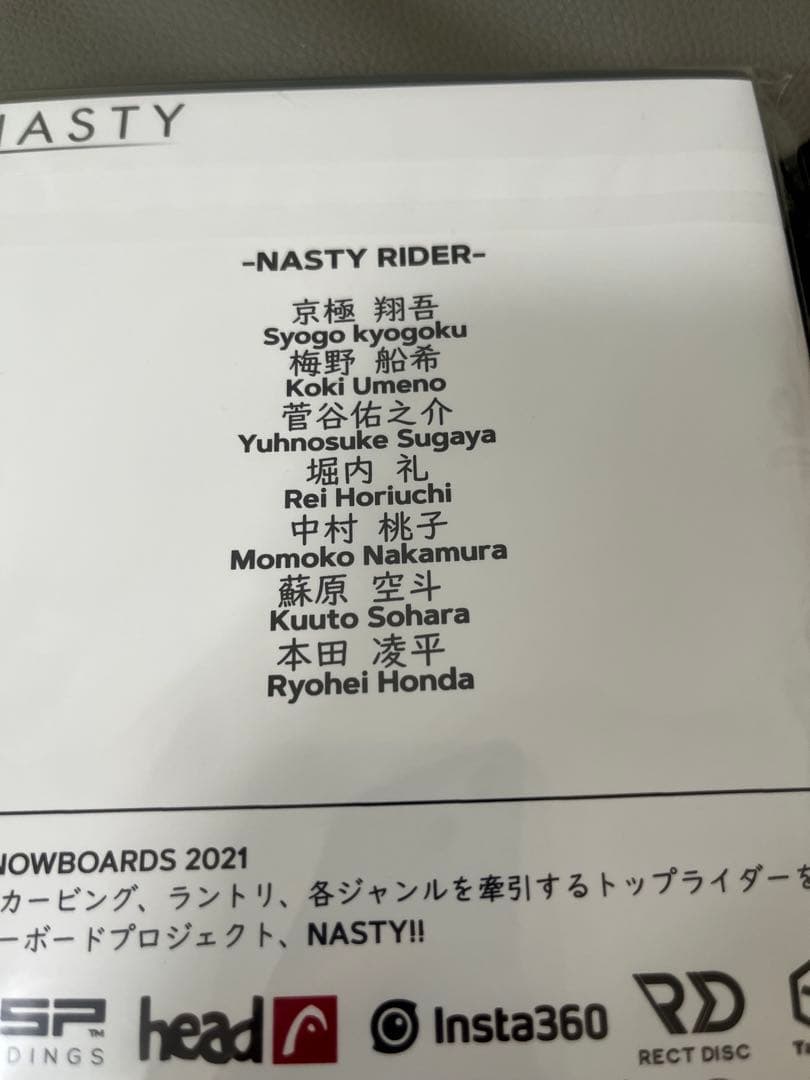 NASTY
-NASTY RIDER-
京極 翔吾
Syogo kyogoku
梅野 船希
Koki Umeno
菅谷佑之介
Yuhnosuke Sugaya
堀内 礼
Rei Horiuchi
中村 桃子
Momoko Nakamura
蘇原 空斗
Kuuto Sohara
本田 凌平
Ryohei Honda
NOWBOARDS 2021
カービング、ラントリ、各ジャンルを牽引するトップライダーを
ーボードプロジェクト、NASTY!!
SP™ head Insta360 RD
DINGS RECT DISC